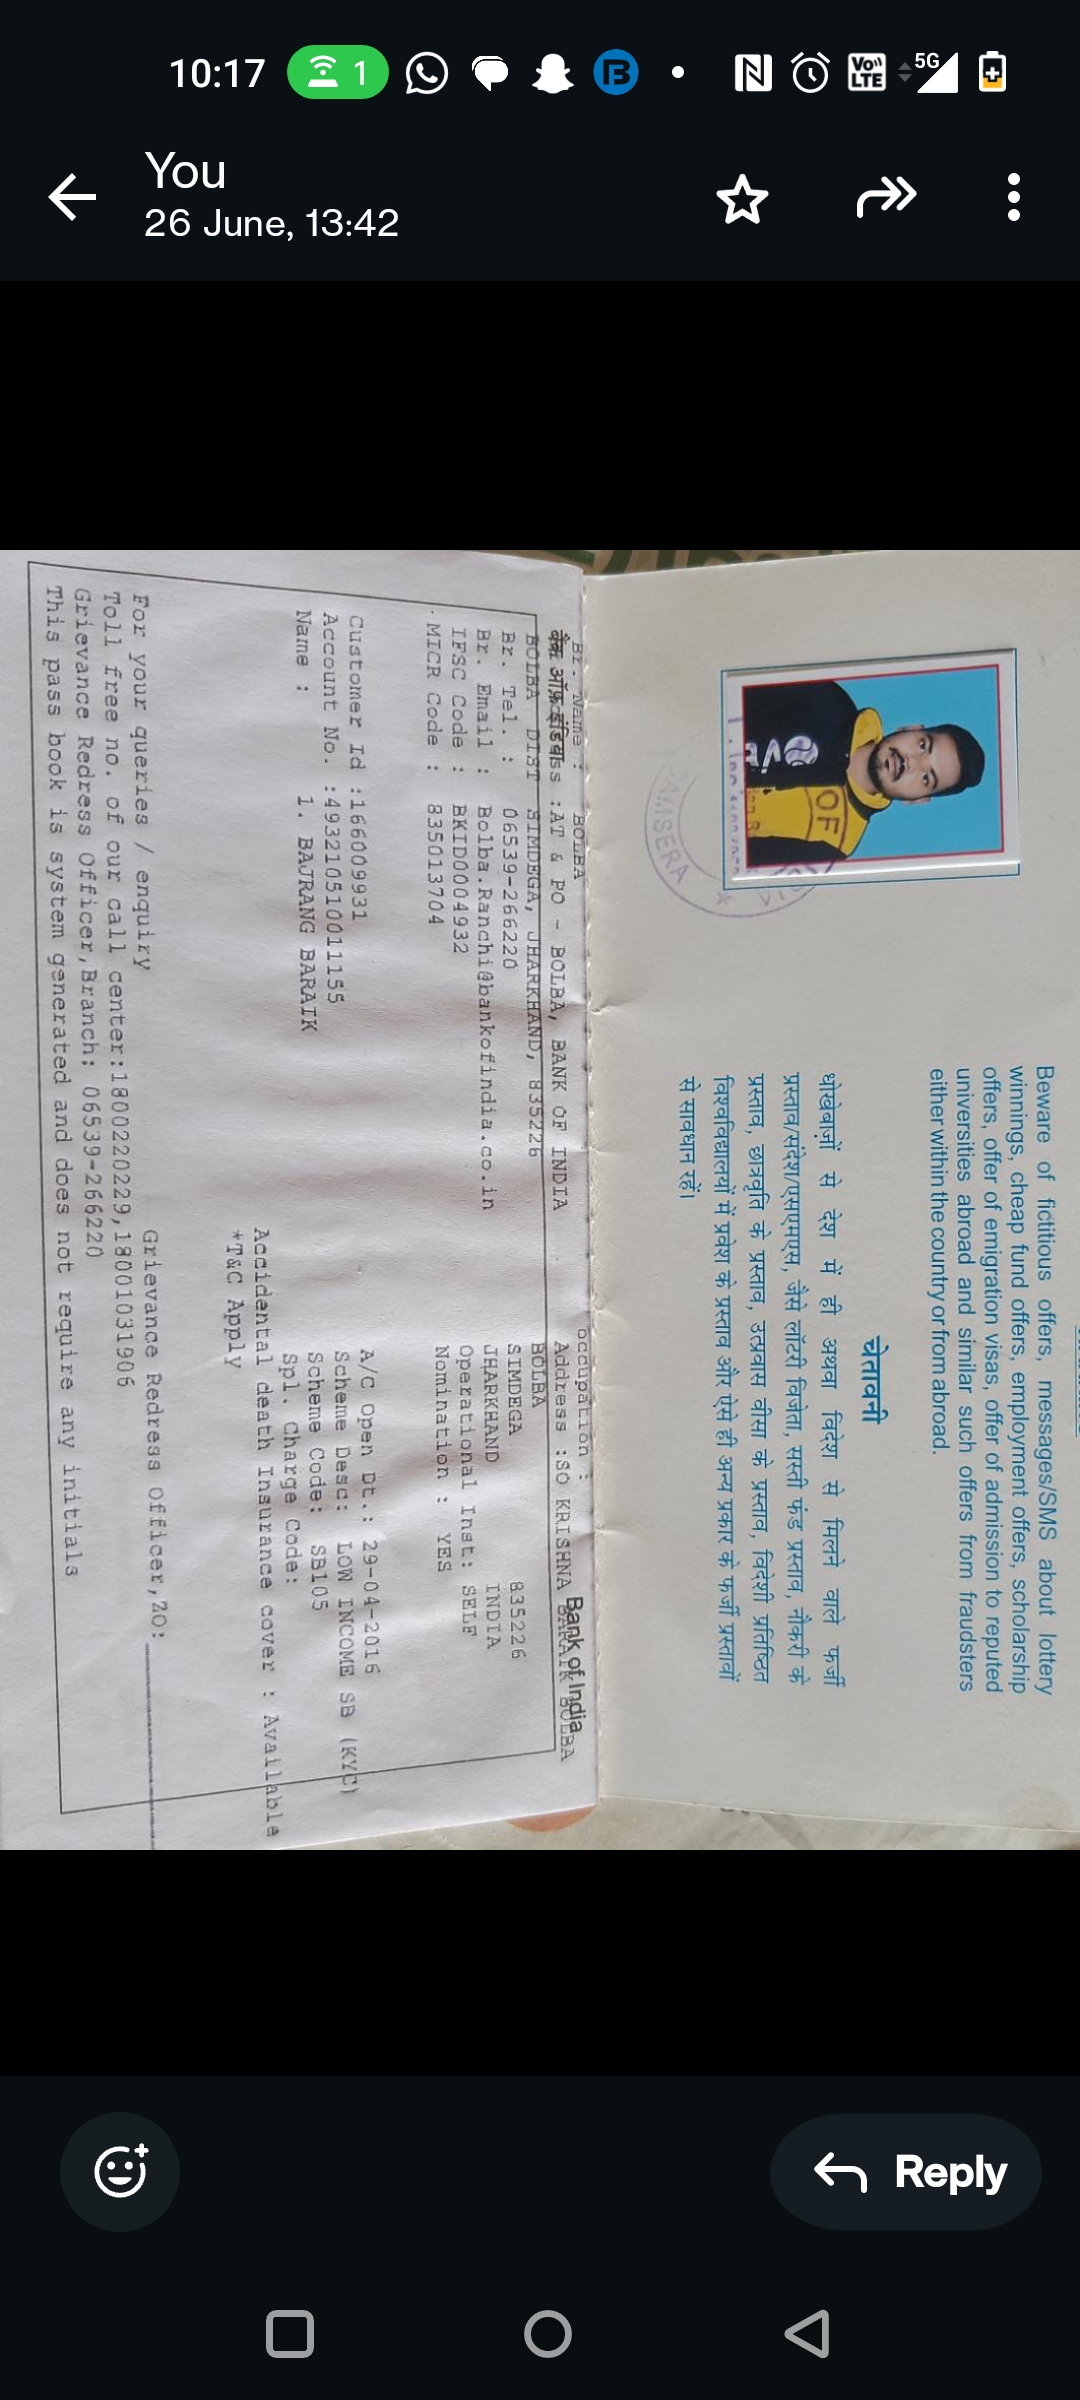 10:17
1
Vo)) LTE
5G
You
26 June, 13:42
Beware of fictitious offers, messages/SMS about lottery
winnings, cheap fund offers, employment offers, scholarship
offers, offer of emigration visas, offer of admission to reputed
universities abroad and similar such offers from fraudsters
either within the country or from abroad.
चेतावनी
धोखेबाज़ों से देश में ही अथवा विदेश से मिलने वाले फर्जी
प्रस्ताव/संदेश/एसएमएस, जैसे लॉटरी विजेता, सस्ती फंड प्रस्ताव, नौकरी के
प्रस्ताव, छात्रवृति के प्रस्ताव, उत्प्रवास वीसा के प्रस्ताव, विदेशी प्रतिष्ठित
विश्वविद्यालयों में प्रवेश के प्रस्ताव और ऐसे ही अन्य प्रकार के फर्जी प्रस्तावों
से सावधान रहें।
OF
SAMSERA
Br. Name : BOLBA
Occupation :
बैंक ऑफ़ इंडिया
Bank of India
ss :AT & PO - BOLBA, BANK OF INDIA
Address :SO KRISHNA BARAIK BOLBA
BOLBA DIST SIMDEGA, JHARKHAND, 835226
BOLBA
Br. Tel. : 06539-266220
SIMDEGA 835226
Br. Email : Bolba.Ranchi@bankofindia.co.in
JHARKHAND INDIA
IFSC Code : BKID0004932
Operational Inst: SELF
MICR Code : 835013704
Nomination : YES
Customer Id :166009931
A/C Open Dt.: 29-04-2016
Account No. :493210510011155
Scheme Desc: LOW INCOME SB (KYC)
Name : 1. BAJRANG BARAIK
Scheme Code: SB105
Spl. Charge Code:
Accidental death Insurance cover : Available
*T&C Apply
For your queries / enquiry
Grievance Redress Officer,ZO:
Toll free no. of our call center:1800220229,18001031906
Grievance Redress Officer,Branch: 06539-266220
This pass book is system generated and does not require any initials
Reply